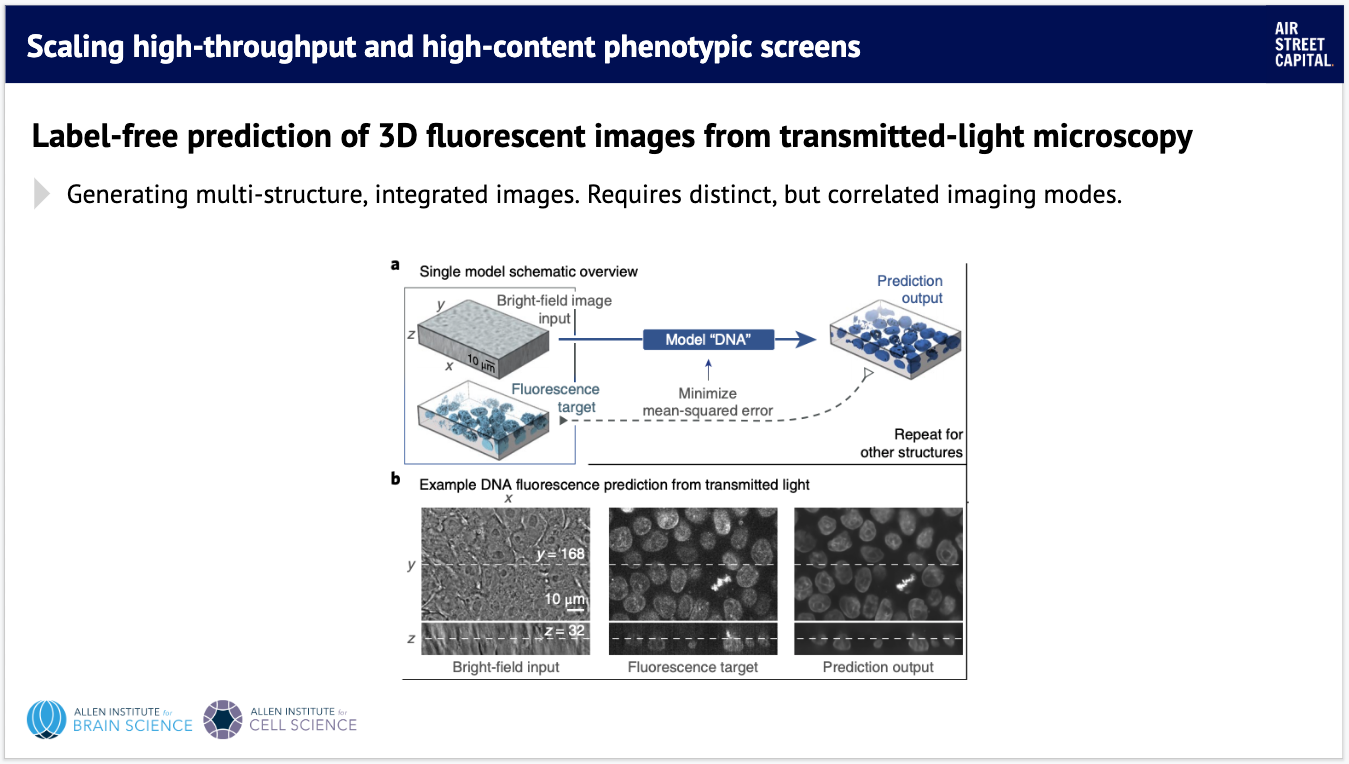 Scaling high-throughput and high-content phenotypic screens
AIR
STREET
CAPITAL.
Label-free prediction of 3D fluorescent images from transmitted-light microscopy
Generating multi-structure, integrated images. Requires distinct, but correlated imaging modes.
a
Single model schematic overview
y
z
x
10 μm
Bright-field image
input
Fluorescence
target
Model “DNA”
Minimize
mean-squared error
Prediction
output
Repeat for
other structures
b
Example DNA fluorescence prediction from transmitted light
x
y
z
y = 168
10 μm
z = 32
Bright-field input
Fluorescence target
Prediction output
ALLEN INSTITUTE for
BRAIN SCIENCE
ALLEN INSTITUTE for
CELL SCIENCE